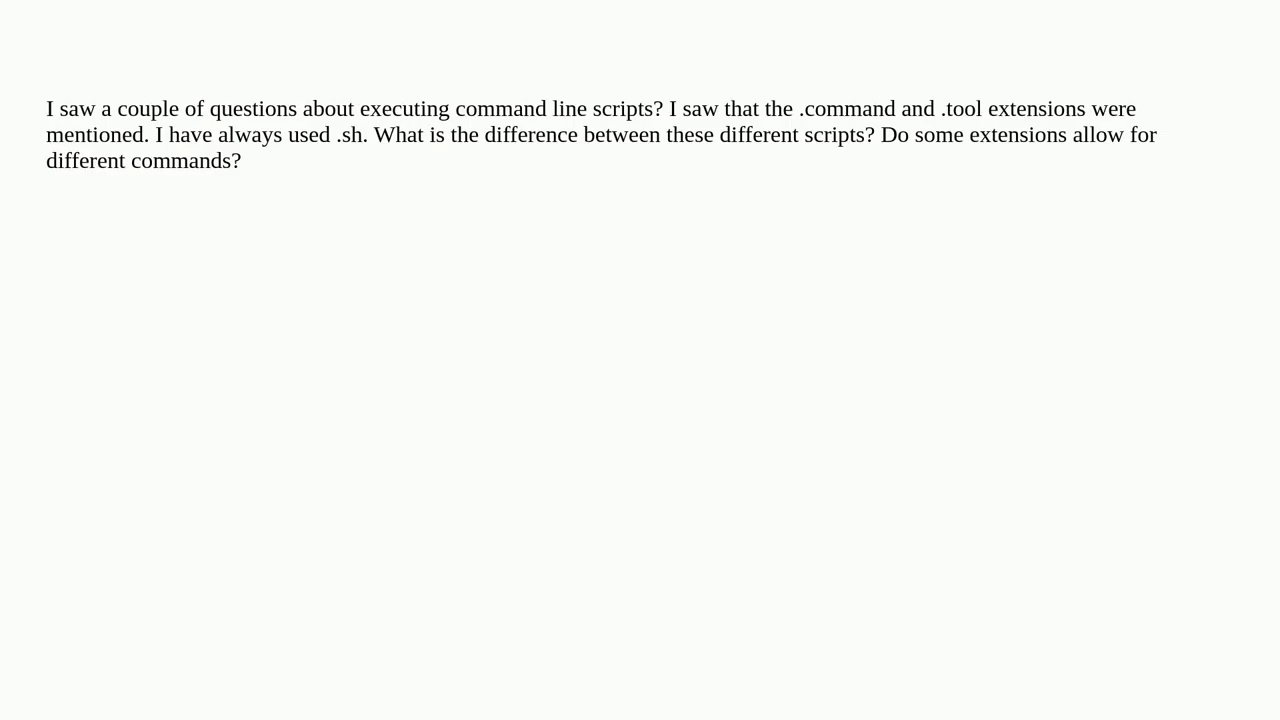 I saw a couple of questions about executing command line scripts? I saw that the .command and .tool extensions were
mentioned. I have always used .sh. What is the difference between these different scripts? Do some extensions allow for
different commands?